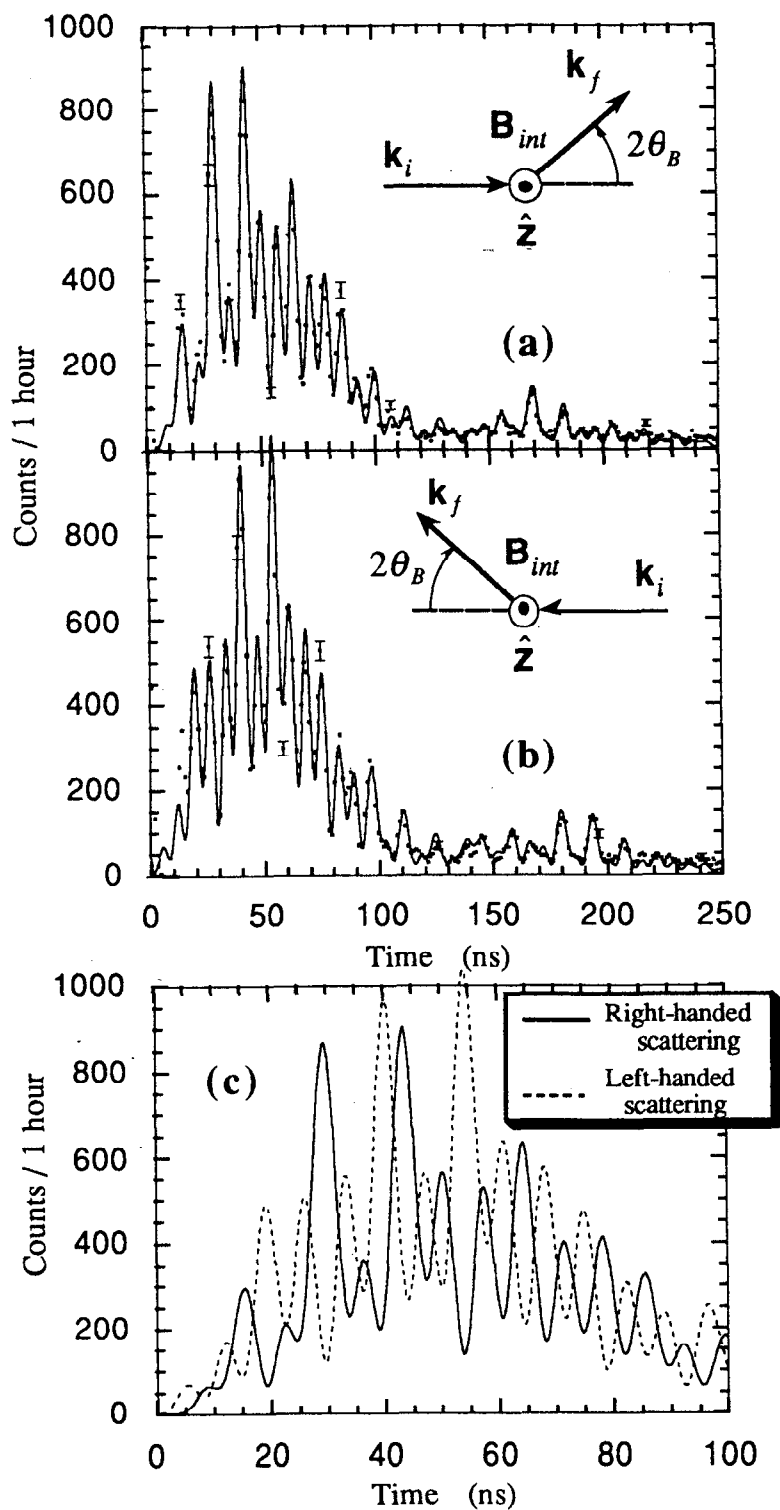 1000
800
600
400
200
0
Counts / 1 hour
k_i
B_int
k_f
2θ_B
ẑ
(a)
800
600
400
200
0
k_f
2θ_B
B_int
k_i
ẑ
(b)
0 50 100 150 200 250
Time (ns)
1000
800
600
400
200
0
Counts / 1 hour
(c)
Right-handed
scattering
Left-handed
scattering
0 20 40 60 80 100
Time (ns)